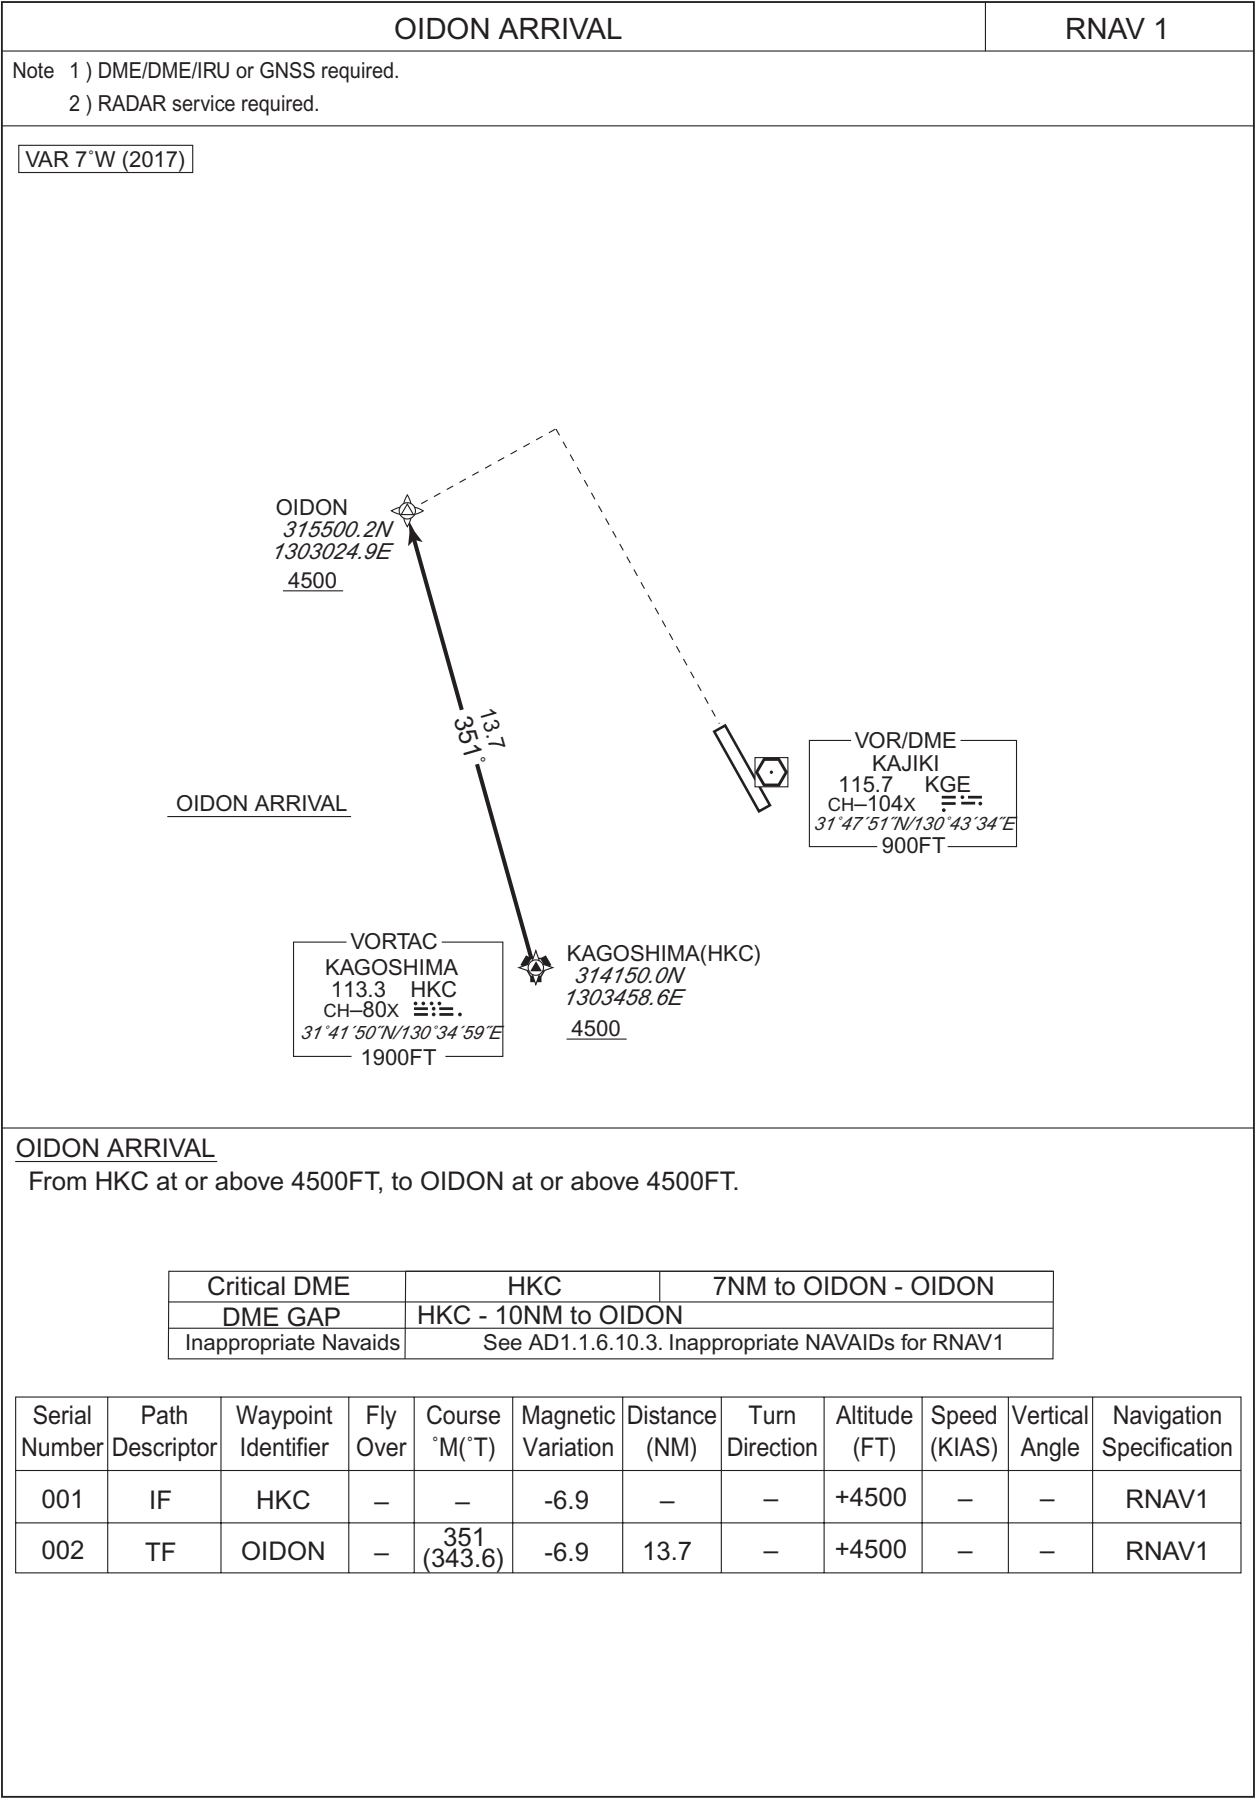 OIDON ARRIVAL
RNAV 1
Note 1 ) DME/DME/IRU or GNSS required.
2 ) RADAR service required.
VAR 7˚W (2017)
OIDON
315500.2N
1303024.9E
4500
13.7
351˚
VOR/DME
KAJIKI
115.7 KGE
CH–104X
31˚47´51˝N/130˚43´34˝E
900FT
OIDON ARRIVAL
VORTAC
KAGOSHIMA
113.3 HKC
CH–80X
31˚41´50˝N/130˚34´59˝E
1900FT
KAGOSHIMA(HKC)
314150.0N
1303458.6E
4500
OIDON ARRIVAL
From HKC at or above 4500FT, to OIDON at or above 4500FT.
Critical DME HKC 7NM to OIDON - OIDON
DME GAP HKC - 10NM to OIDON
Inappropriate Navaids See AD1.1.6.10.3. Inappropriate NAVAIDs for RNAV1
Serial Number Path Descriptor Waypoint Identifier Fly Over Course ˚M(˚T) Magnetic Variation Distance (NM) Turn Direction Altitude (FT) Speed (KIAS) Vertical Angle Navigation Specification
001 IF HKC – – -6.9 – – +4500 – – RNAV1
002 TF OIDON – 351 (343.6) -6.9 13.7 – +4500 – – RNAV1